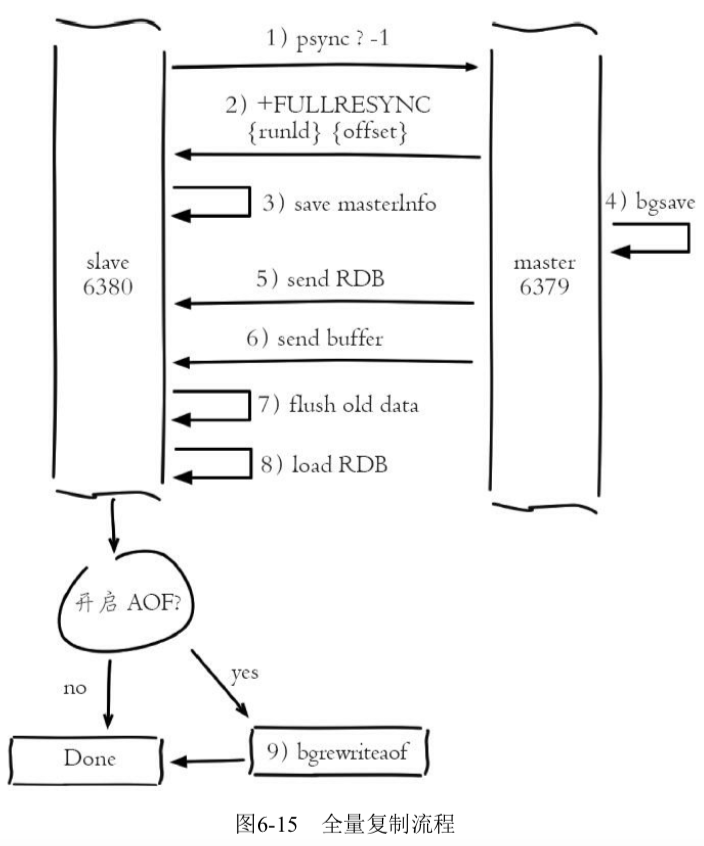 1) psync ? -1
2) +FULLRESYNC
{runId} {offset}
3) save masterInfo
4) bgsave
slave
6380
master
6379
5) send RDB
6) send buffer
7) flush old data
8) load RDB
开启 AOF?
no
yes
Done
9) bgrewriteaof
图6-15 全量复制流程